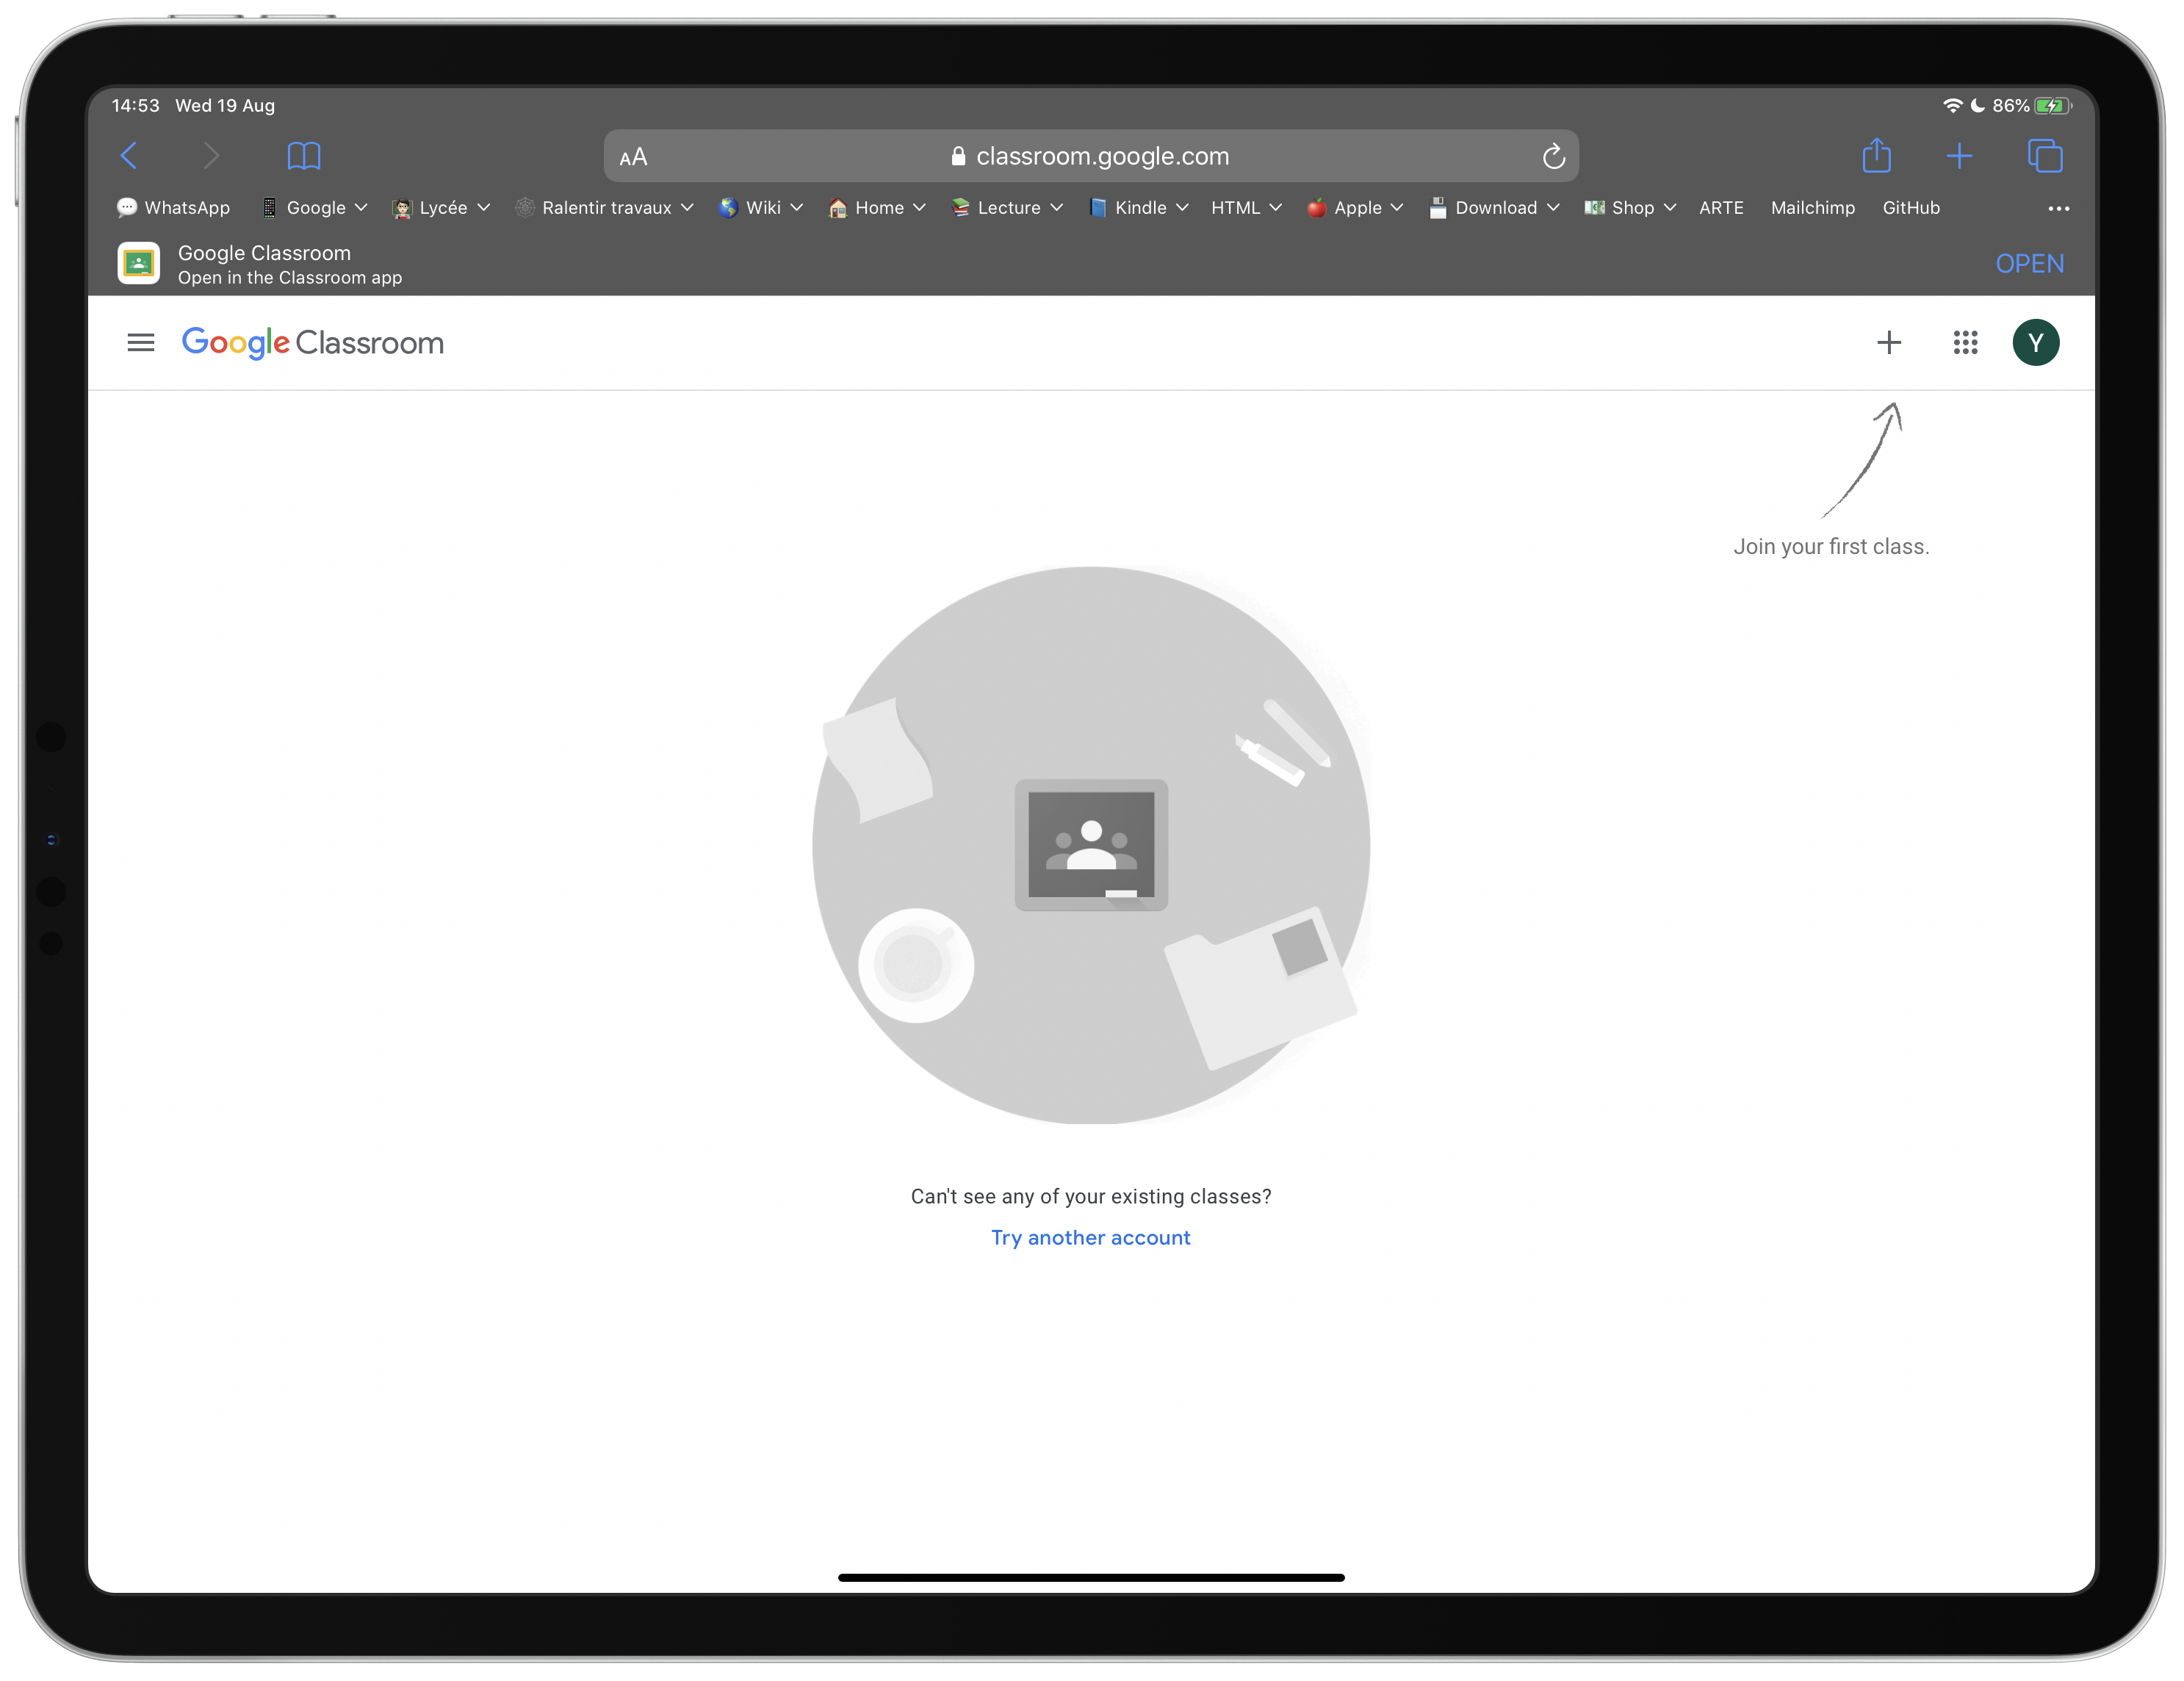 14:53 Wed 19 Aug
86%
AA classroom.google.com
WhatsApp Google Lycée Ralentir travaux Wiki Home Lecture Kindle HTML Apple Download Shop ARTE Mailchimp GitHub
Google Classroom
Open in the Classroom app
OPEN
Google Classroom
Y
Join your first class.
Can't see any of your existing classes?
Try another account